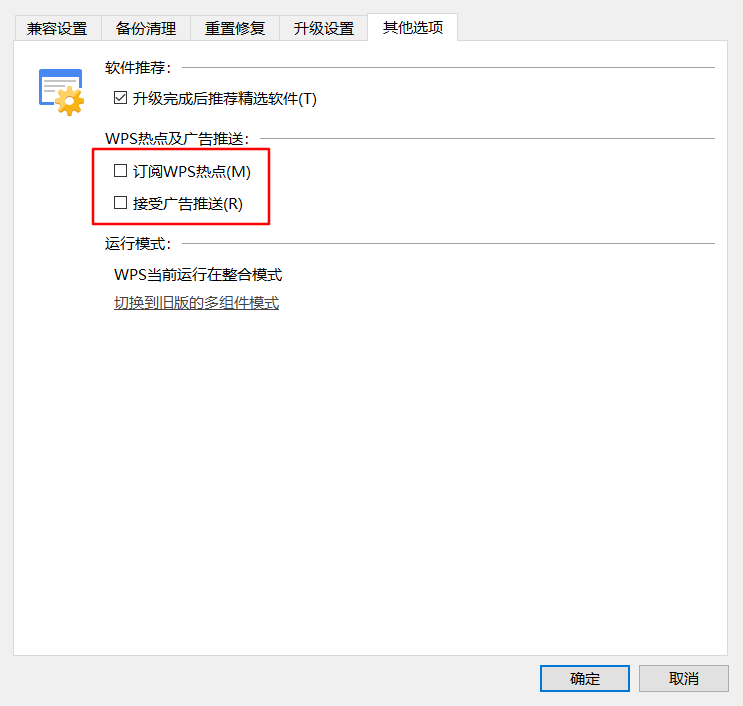 兼容设置 备份清理 重置修复 升级设置 其他选项
软件推荐：
升级完成后推荐精选软件(T)
WPS热点及广告推送：
订阅WPS热点(M)
接受广告推送(R)
运行模式：
WPS当前运行在整合模式
切换到旧版的多组件模式
确定 取消